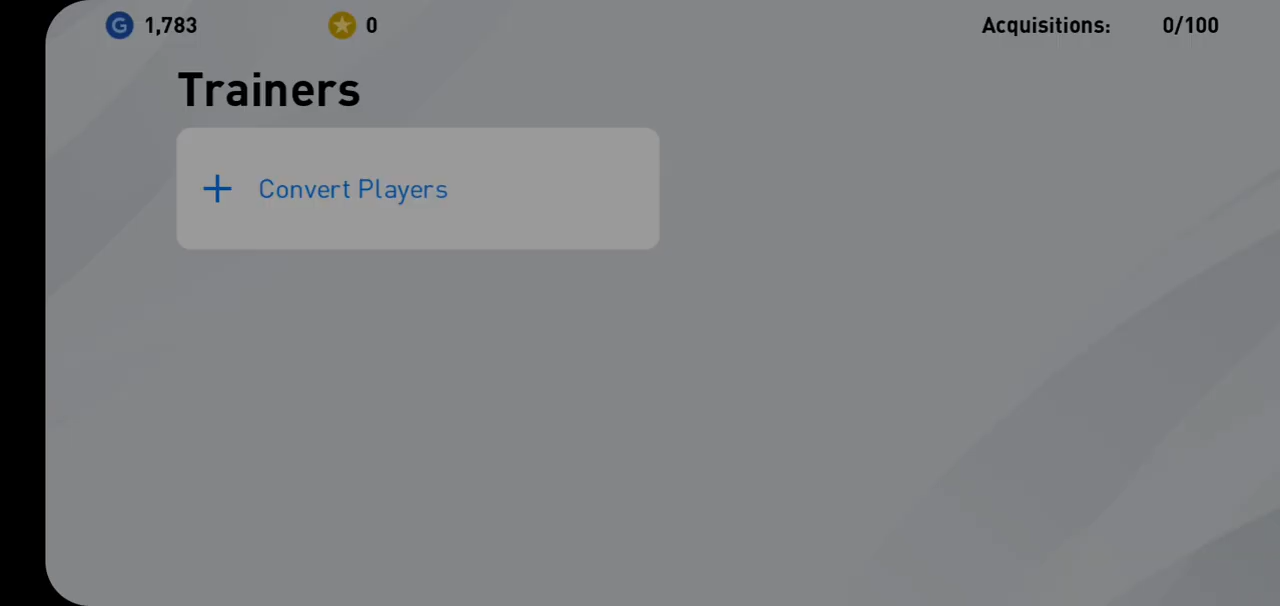 G 1,783 0 Acquisitions: 0/100
Trainers
+ Convert Players